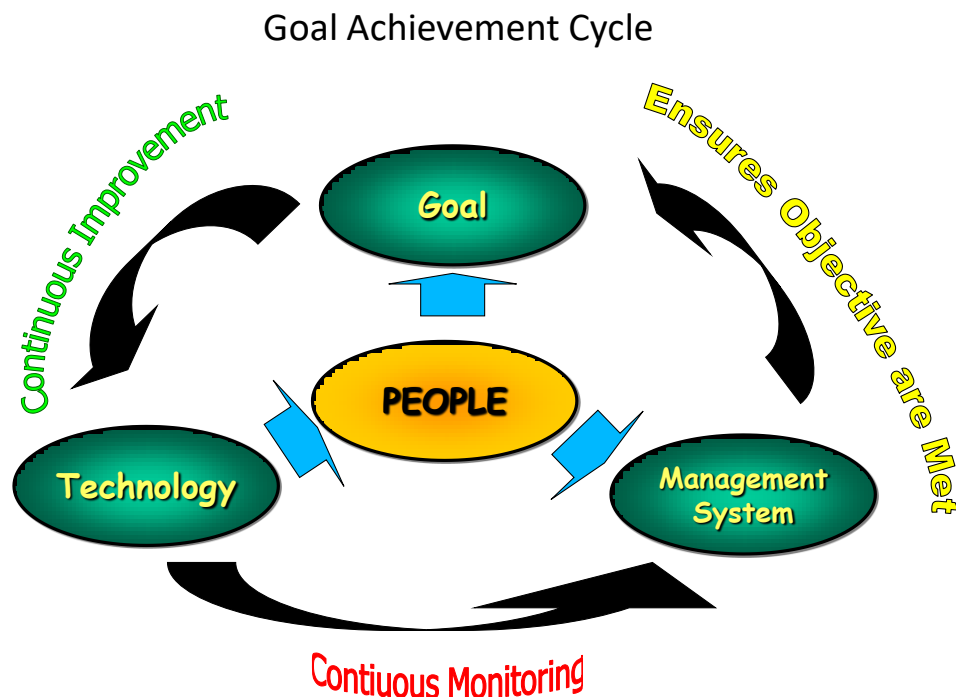 Goal Achievement Cycle
Continuous Improvement
Ensures Objective are Met
Goal
PEOPLE
Technology
Management
System
Contiuous Monitoring